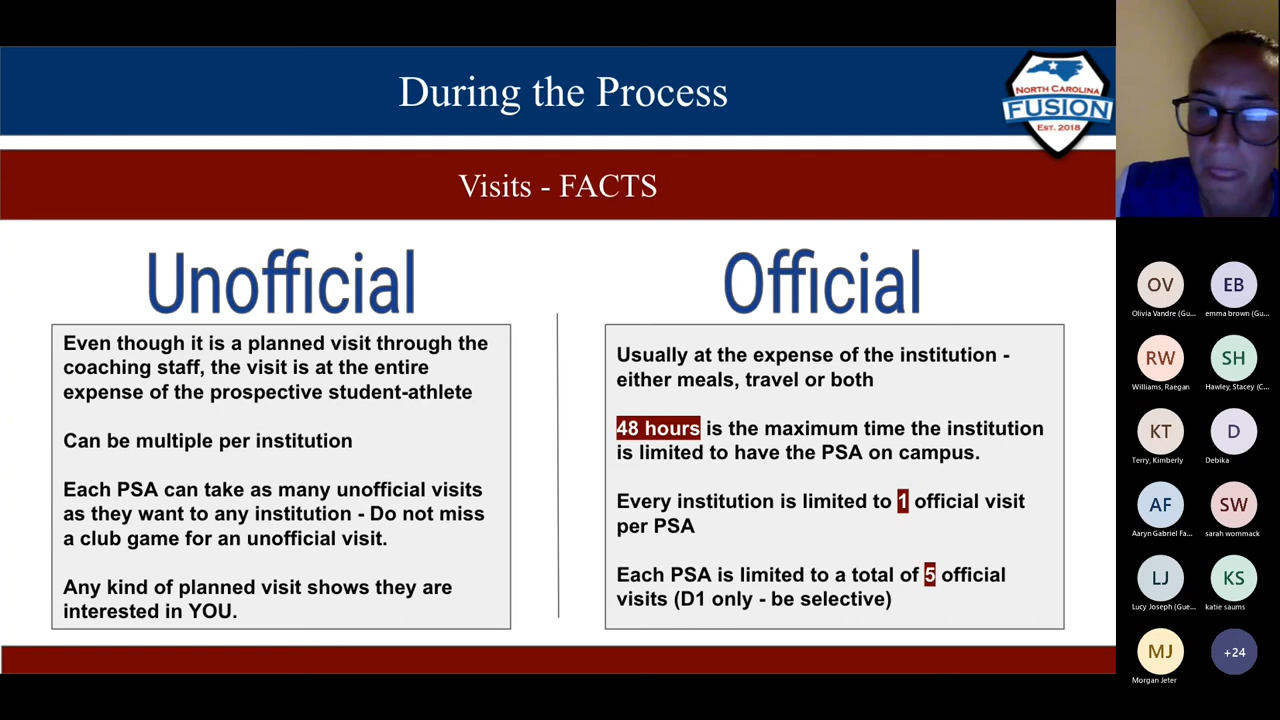 During the Process
NORTH CAROLINA
FUSION
EST. 2018
Visits - FACTS
Unofficial
Even though it is a planned visit through the
coaching staff, the visit is at the entire
expense of the prospective student-athlete
Can be multiple per institution
Each PSA can take as many unofficial visits
as they want to any institution - Do not miss
a club game for an unofficial visit.
Any kind of planned visit shows they are
interested in YOU.
Official
Usually at the expense of the institution -
either meals, travel or both
48 hours is the maximum time the institution
is limited to have the PSA on campus.
Every institution is limited to 1 official visit
per PSA
Each PSA is limited to a total of 5 official
visits (D1 only - be selective)
OV
Olivia Vandre (Gu...
EB
emma brown (Gu...
RW
Williams, Raegan
SH
Hawley, Stacey (C...
KT
Terry, Kimberly
D
Debika
AF
Aaryn Gabriel Fa...
SW
sarah wommack
LJ
Lucy Joseph (Gue...
KS
katie saums
MJ
Morgan Jeter
+24